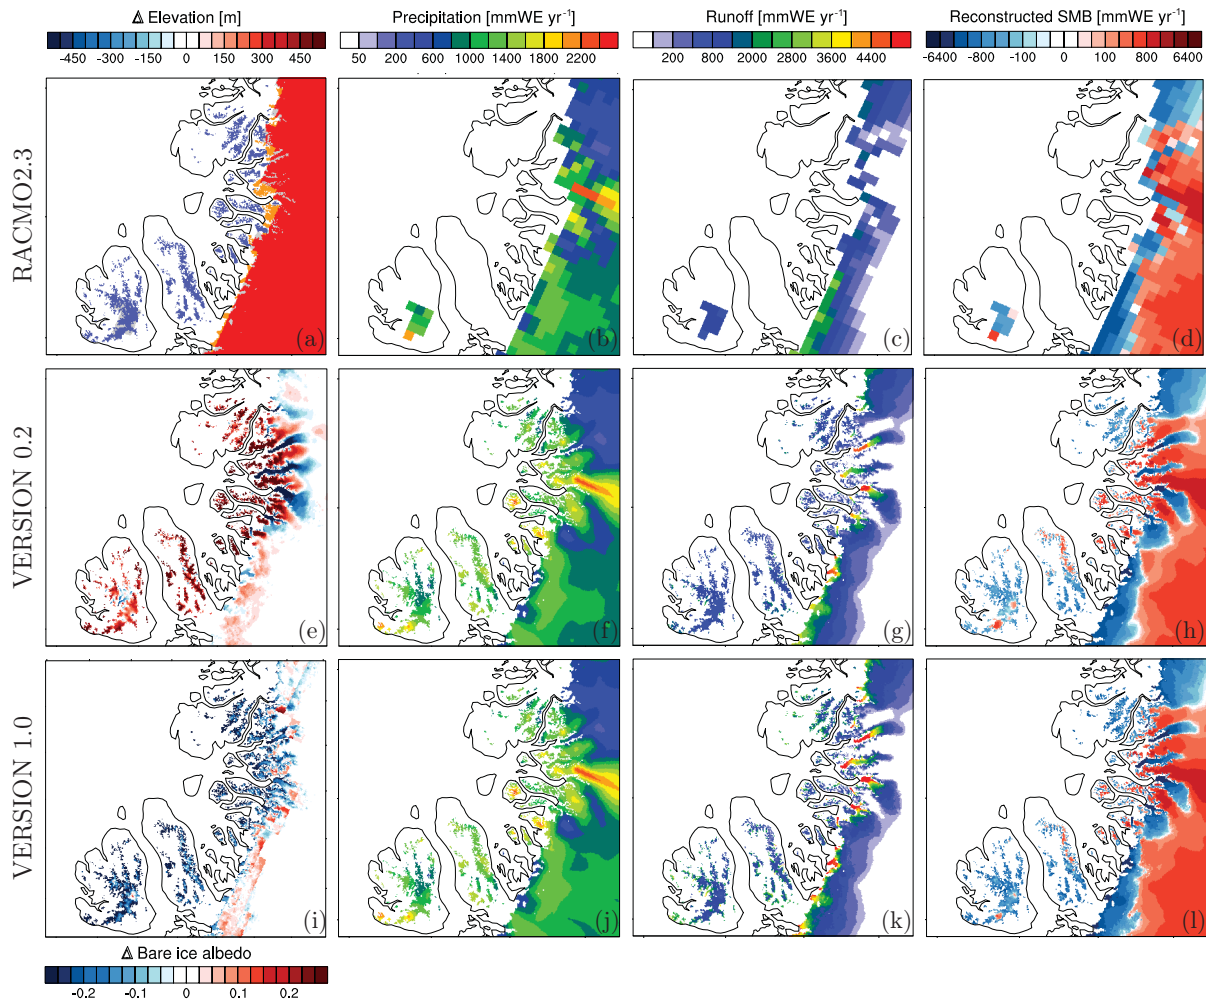 Δ Elevation [m]
Precipitation [mmWE yr⁻¹]
Runoff [mmWE yr⁻¹]
Reconstructed SMB [mmWE yr⁻¹]
-450 -300 -150 0 150 300 450
50 200 600 1000 1400 1800 2200
200 800 2000 2800 3600 4400
-6400 -800 -100 0 100 800 6400
RACMO2.3
(a)
(b)
(c)
(d)
VERSION 0.2
(e)
(f)
(g)
(h)
VERSION 1.0
(i)
(j)
(k)
(l)
Δ Bare ice albedo
-0.2 -0.1 0 0.1 0.2